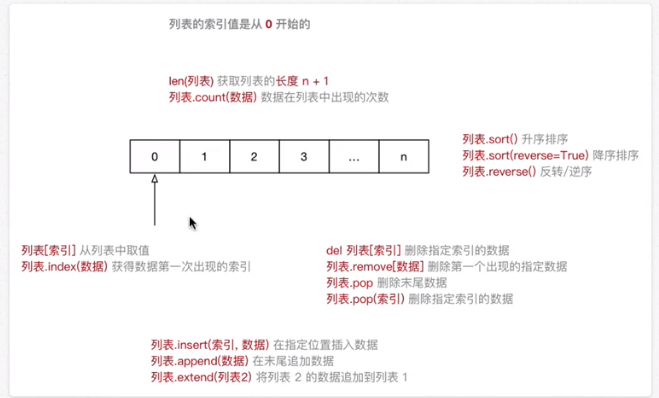 列表的索引值是从 0 开始的
len(列表) 获取列表的长度 n + 1
列表.count(数据) 数据在列表中出现的次数
0 1 2 3 ... n
列表.sort() 升序排序
列表.sort(reverse=True) 降序排序
列表.reverse() 反转/逆序
列表[索引] 从列表中取值
列表.index(数据) 获得数据第一次出现的索引
del 列表[索引] 删除指定索引的数据
列表.remove[数据] 删除第一个出现的指定数据
列表.pop 删除末尾数据
列表.pop(索引) 删除指定索引的数据
列表.insert(索引, 数据) 在指定位置插入数据
列表.append(数据) 在末尾追加数据
列表.extend(列表2) 将列表 2 的数据追加到列表 1